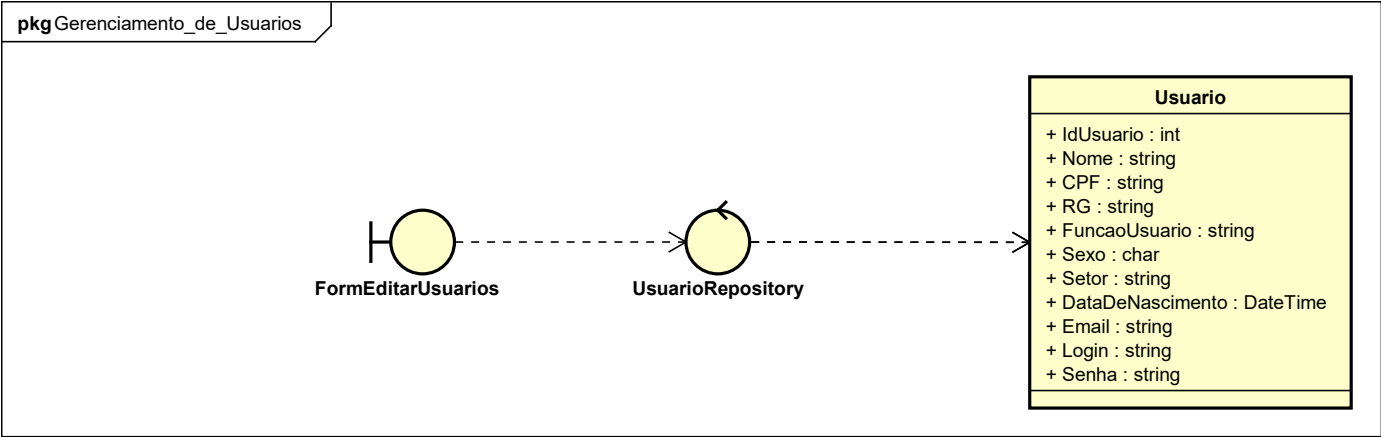 pkg Gerenciamento_de_Usuarios
Usuario
+ IdUsuario : int
+ Nome : string
+ CPF : string
+ RG : string
+ FuncaoUsuario : string
+ Sexo : char
+ Setor : string
+ DataDeNascimento : DateTime
+ Email : string
+ Login : string
+ Senha : string
FormEditarUsuarios
UsuarioRepository